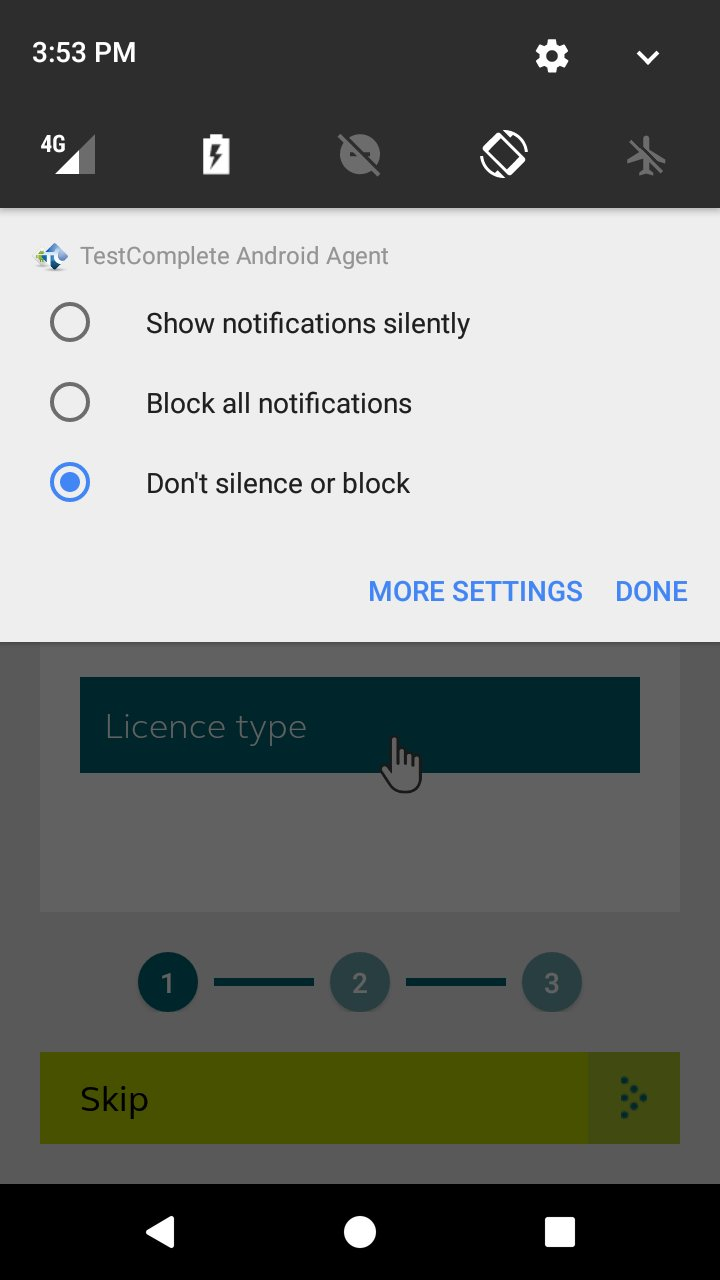 3:53 PM
4G
TestComplete Android Agent
Show notifications silently
Block all notifications
Don't silence or block
MORE SETTINGS DONE
Licence type
1 2 3
Skip